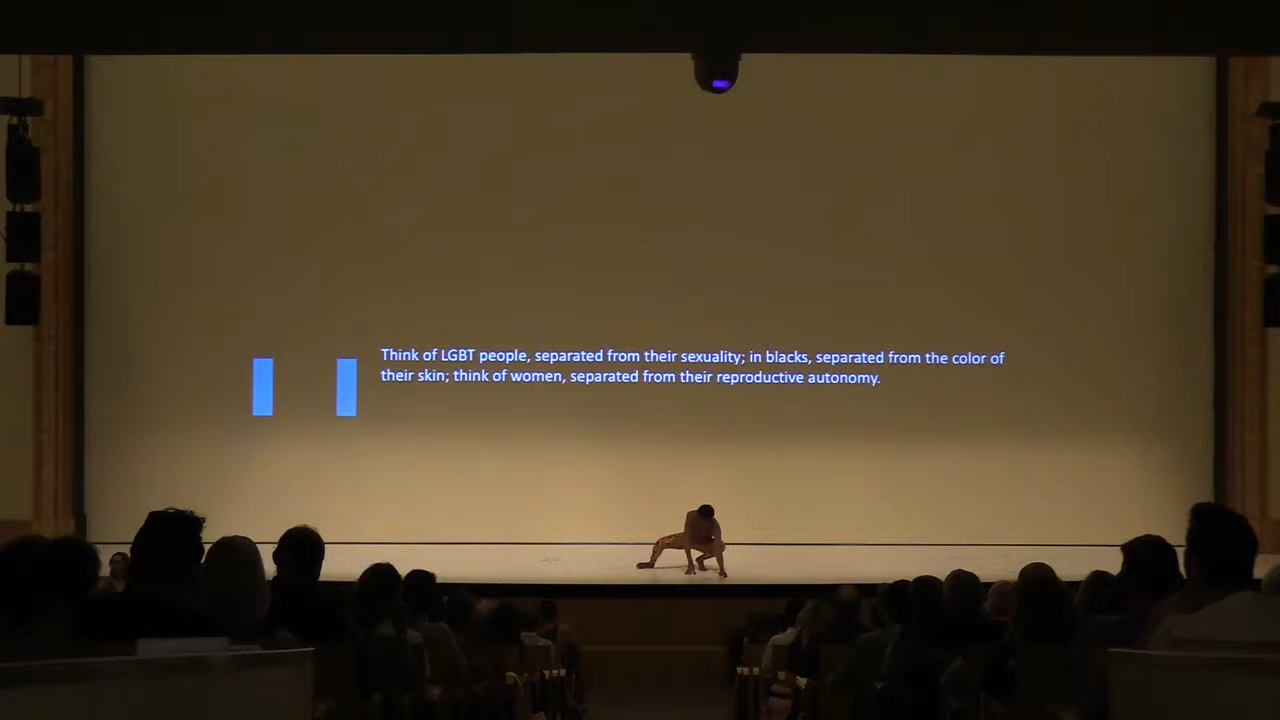 Think of LGBT people, separated from their sexuality; in blacks, separated from the color of
their skin; think of women, separated from their reproductive autonomy.